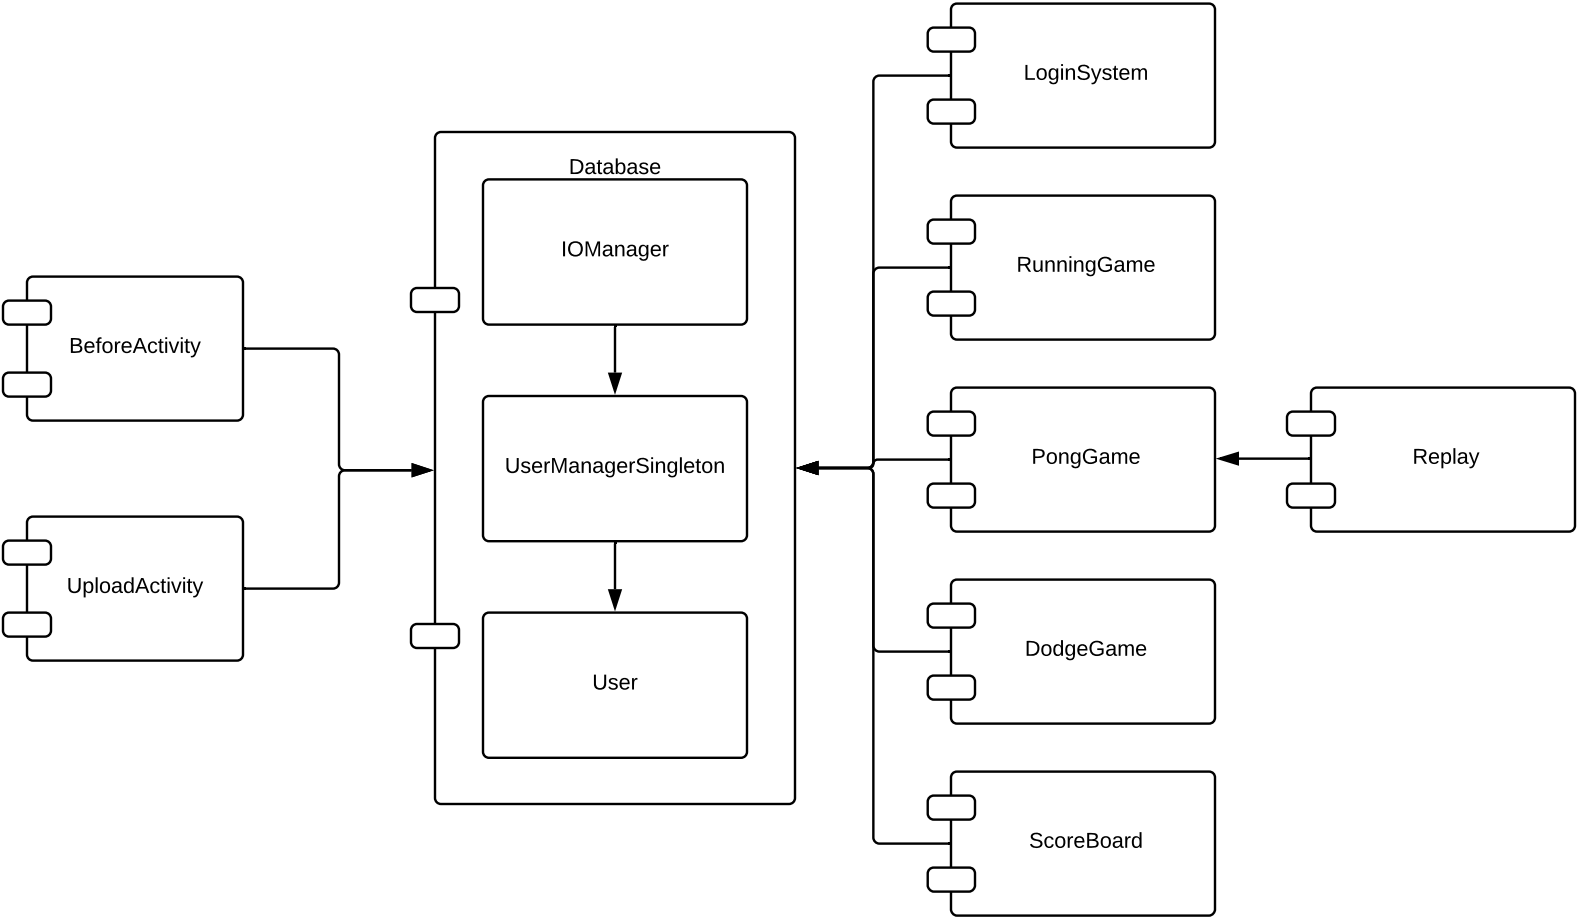 LoginSystem
Database
IOManager
RunningGame
BeforeActivity
UserManagerSingleton
PongGame
Replay
UploadActivity
User
DodgeGame
ScoreBoard